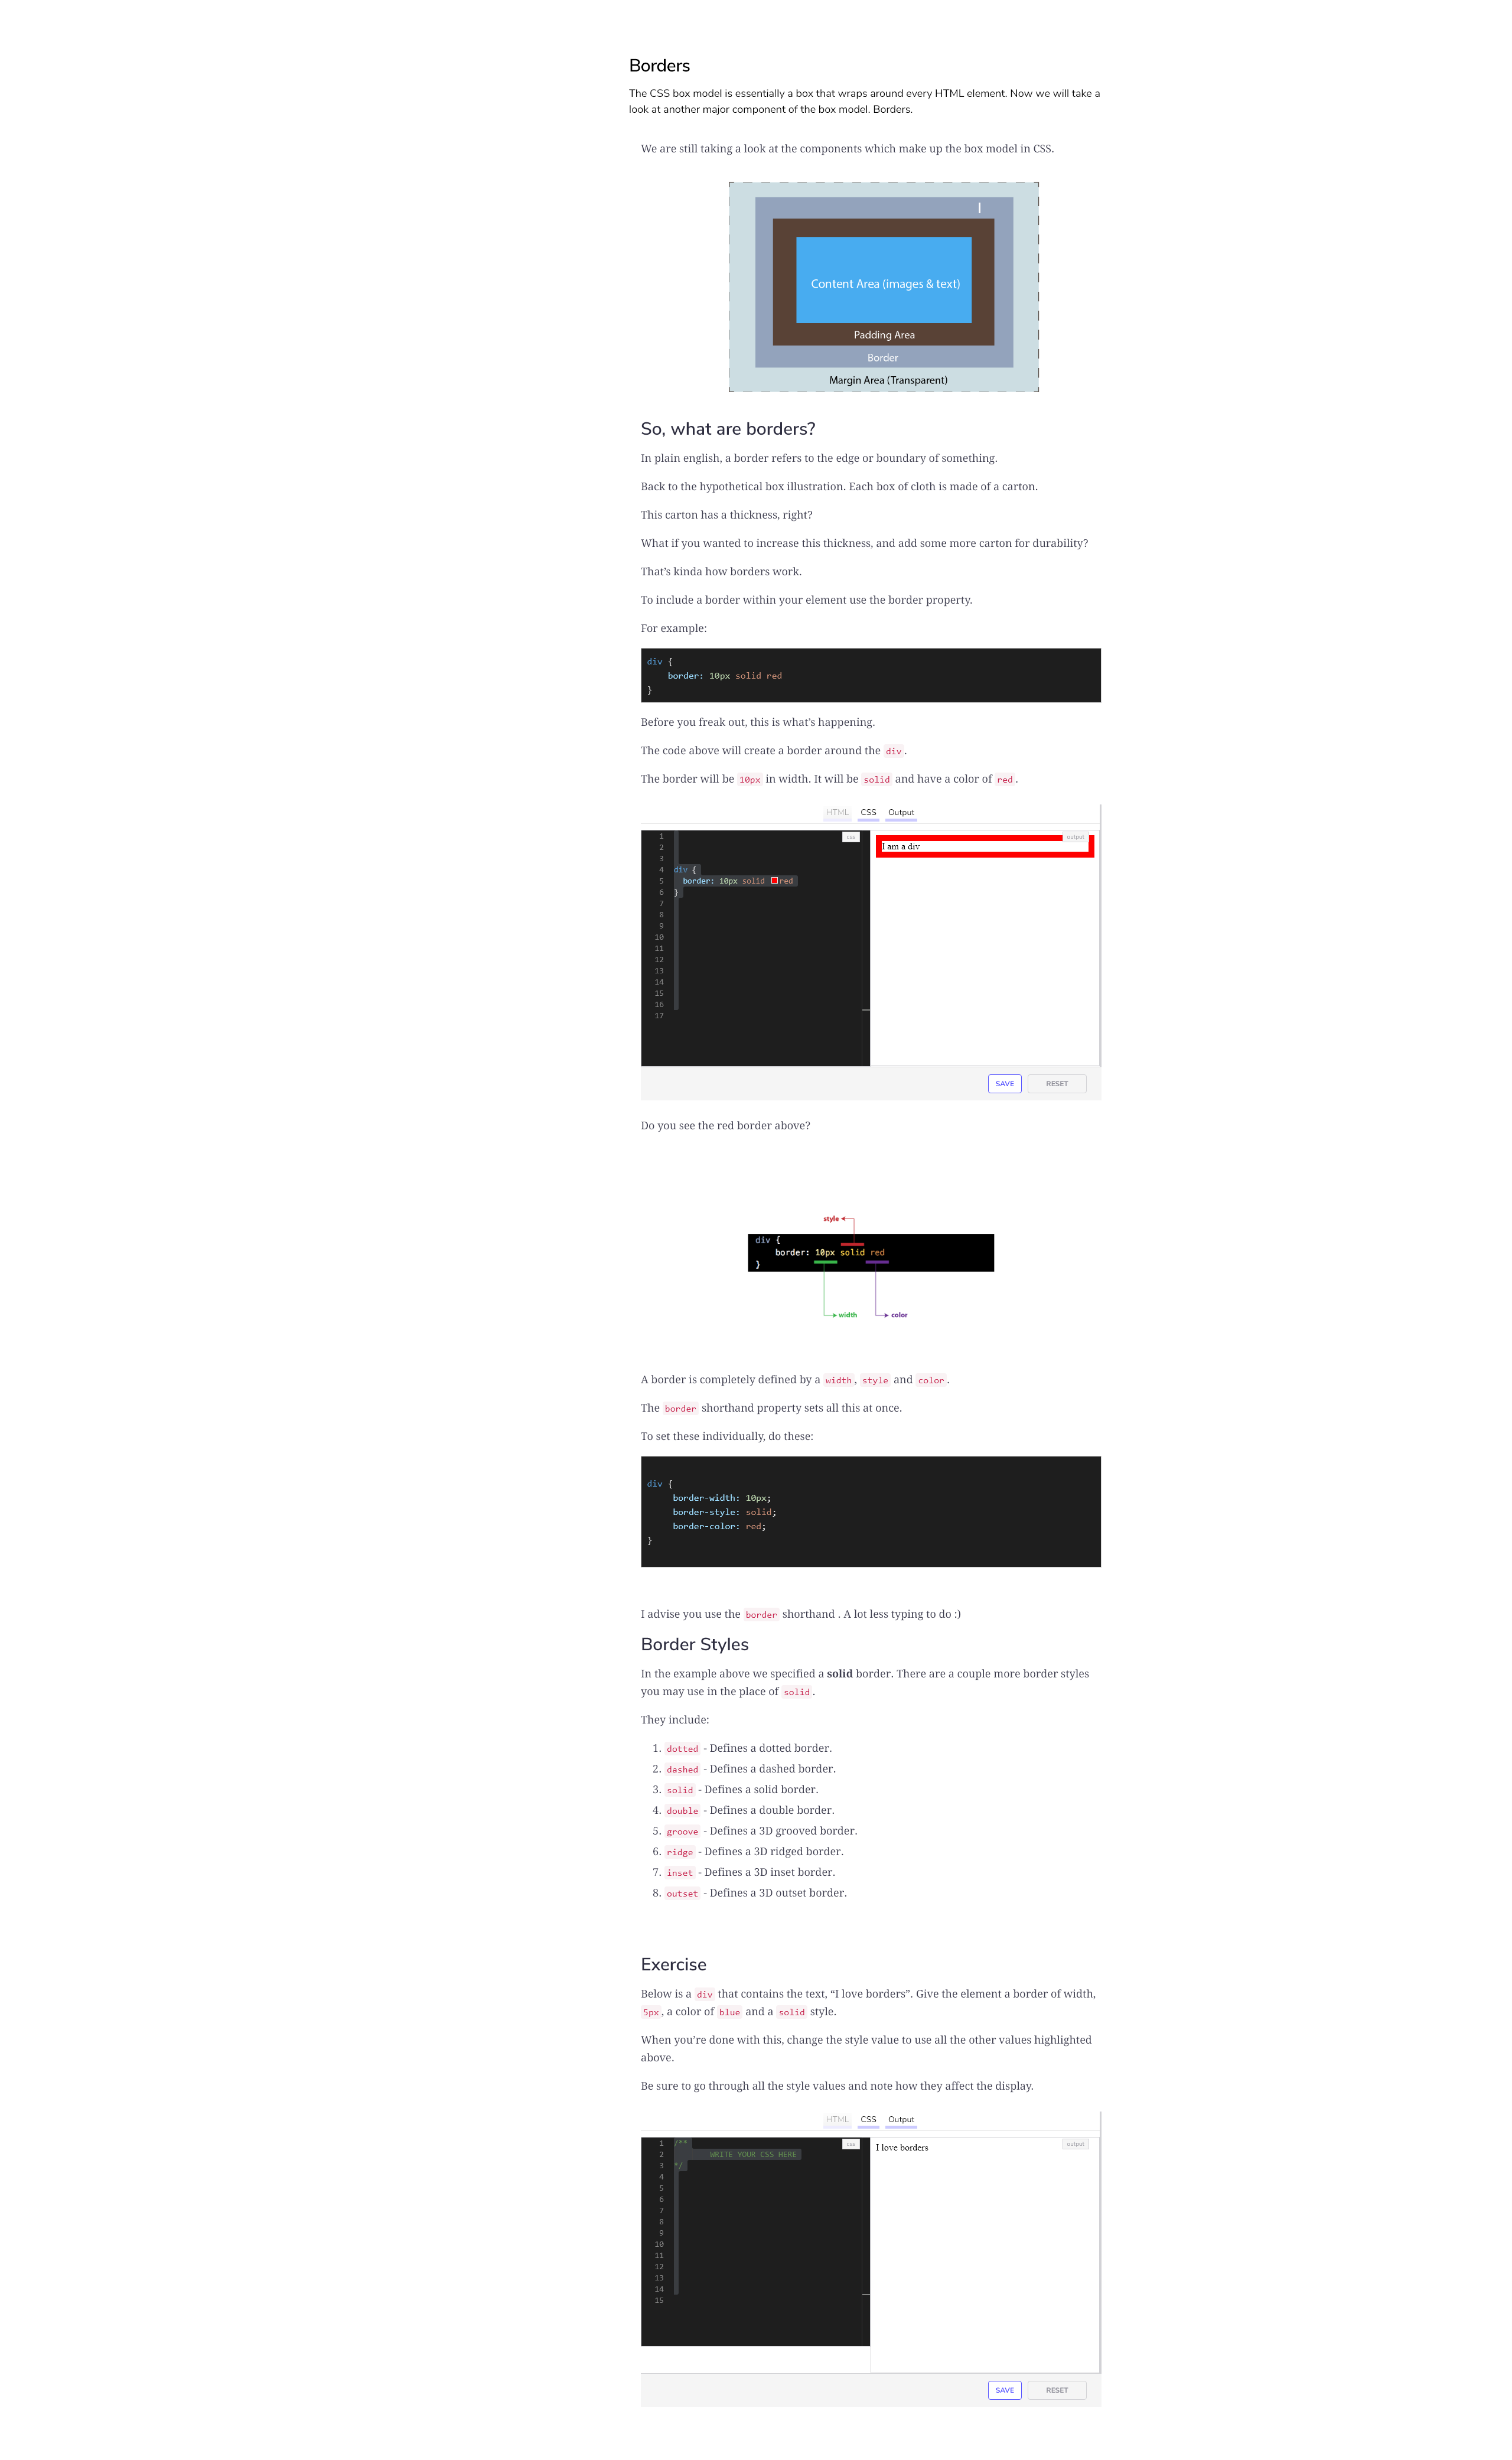 Borders
The CSS box model is essentially a box that wraps around every HTML element. Now we will take a
look at another major component of the box model. Borders.
We are still taking a look at the components which make up the box model in CSS.
Content Area (images & text)
Padding Area
Border
Margin Area (Transparent)
So, what are borders?
In plain english, a border refers to the edge or boundary of something.
Back to the hypothetical box illustration. Each box of cloth is made of a carton.
This carton has a thickness, right?
What if you wanted to increase this thickness, and add some more carton for durability?
That’s kinda how borders work.
To include a border within your element use the border property.
For example:
div {
border: 10px solid red
}
Before you freak out, this is what’s happening.
The code above will create a border around the div.
The border will be 10px in width. It will be solid and have a color of red.
HTML CSS Output
css
output
1
2
3
4 div {
5 border: 10px solid red
6 }
7
8
9
10
11
12
13
14
15
16
17
I am a div
SAVE RESET
Do you see the red border above?
style
div {
border: 10px solid red
}
width color
A border is completely defined by a width, style and color.
The border shorthand property sets all this at once.
To set these individually, do these:
div {
border-width: 10px;
border-style: solid;
border-color: red;
}
I advise you use the border shorthand . A lot less typing to do :)
Border Styles
In the example above we specified a solid border. There are a couple more border styles
you may use in the place of solid.
They include:
1. dotted - Defines a dotted border.
2. dashed - Defines a dashed border.
3. solid - Defines a solid border.
4. double - Defines a double border.
5. groove - Defines a 3D grooved border.
6. ridge - Defines a 3D ridged border.
7. inset - Defines a 3D inset border.
8. outset - Defines a 3D outset border.
Exercise
Below is a div that contains the text, “I love borders”. Give the element a border of width,
5px, a color of blue and a solid style.
When you’re done with this, change the style value to use all the other values highlighted
above.
Be sure to go through all the style values and note how they affect the display.
HTML CSS Output
css
output
1 /**
2 WRITE YOUR CSS HERE
3 */
4
5
6
7
8
9
10
11
12
13
14
15
I love borders
SAVE RESET